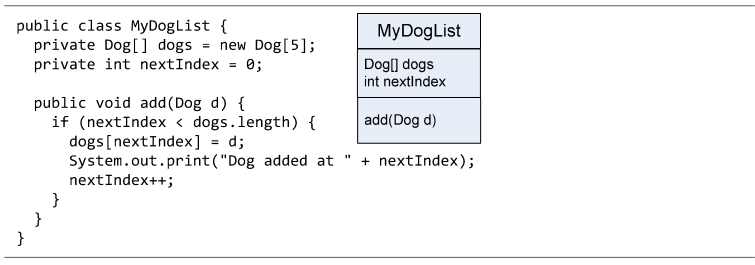 public class MyDogList {
  private Dog[] dogs = new Dog[5];
  private int nextIndex = 0;

  public void add(Dog d) {
    if (nextIndex < dogs.length) {
      dogs[nextIndex] = d;
      System.out.print("Dog added at " + nextIndex);
      nextIndex++;
    }
  }
}
MyDogList
Dog[] dogs
int nextIndex
add(Dog d)